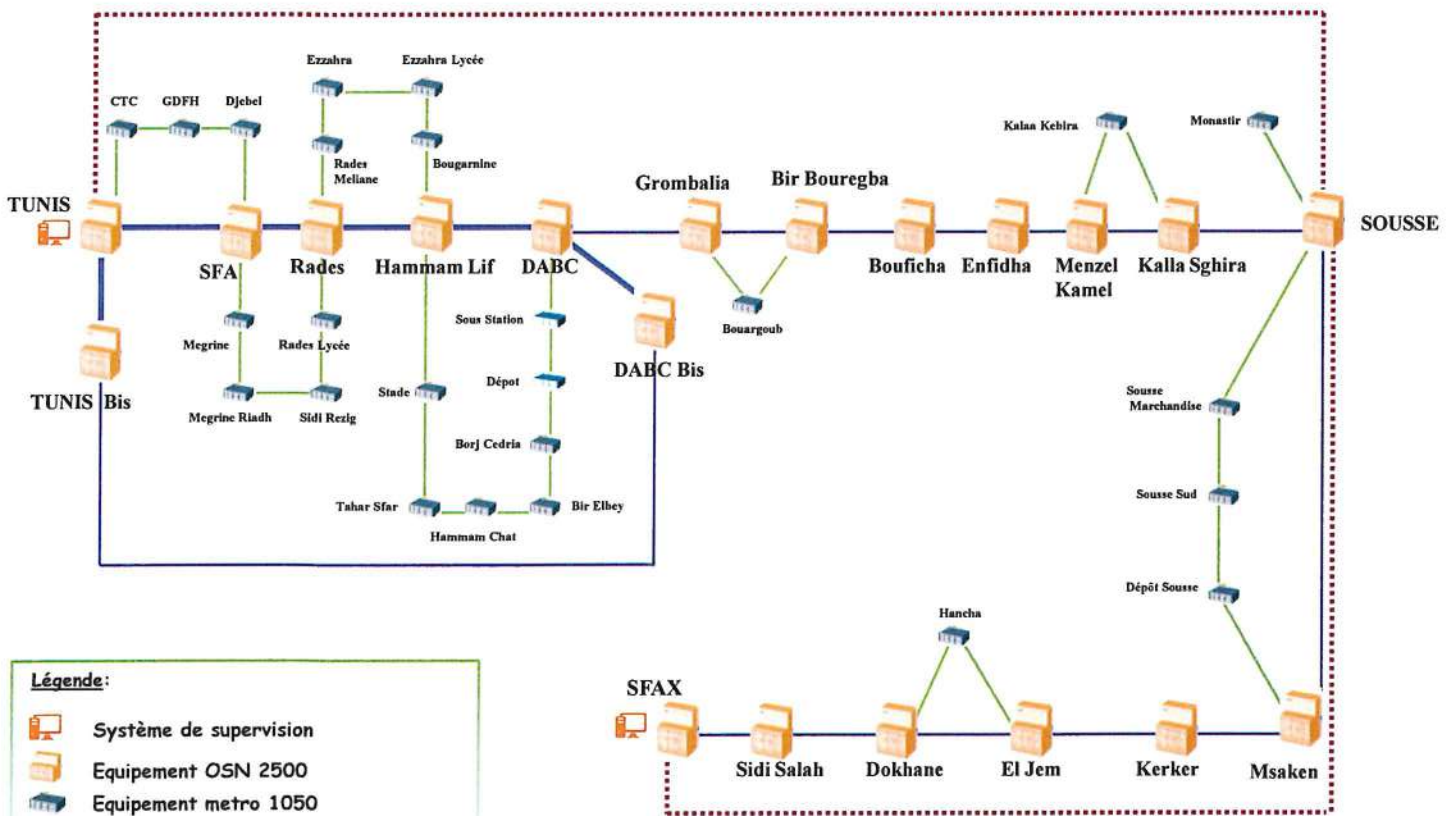 Ezzahra
Ezzahra Lycée
CTC
GDFH
Djebel
Kalaa Kebira
Monastir
Rades
Meliane
Bougarnine
Grombalia
Bir Bouregba
TUNIS
SOUSSE
SFA
Rades
Hammam Lif
DABC
Bouficha
Enfidha
Menzel
Kamel
Kalla Sghira
Sous Station
Bouargoub
Megrine
Rades Lycée
DABC Bis
Dépot
Stade
TUNIS Bis
Sousse
Marchandise
Megrine Riadh
Sidi Rezig
Borj Cedria
Sousse Sud
Tahar Sfar
Bir Elbey
Hammam Chat
Dépôt Sousse
Hancha
Légende:
SFAX
Système de supervision
Sidi Salah
Dokhane
El Jem
Kerker
Msaken
Equipement OSN 2500
Equipement metro 1050